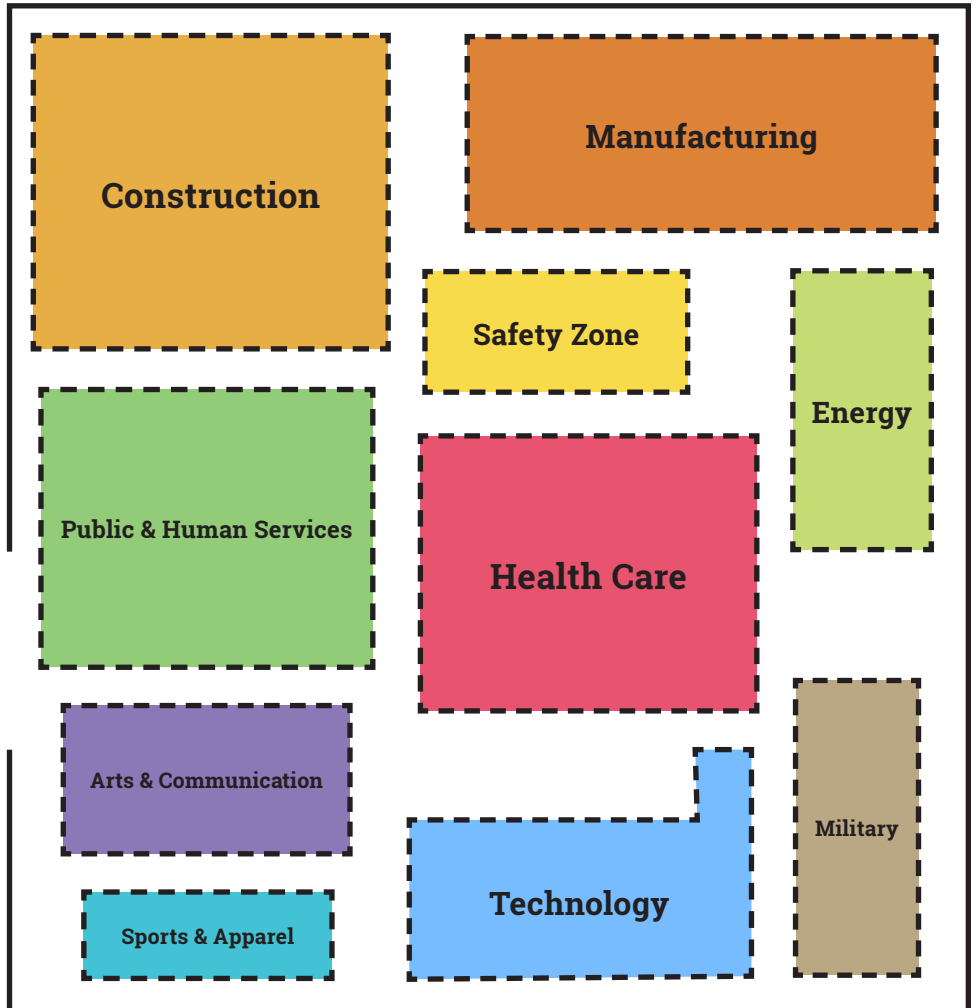 Construction
Manufacturing
Safety Zone
Energy
Public & Human Services
Health Care
Arts & Communication
Military
Technology
Sports & Apparel